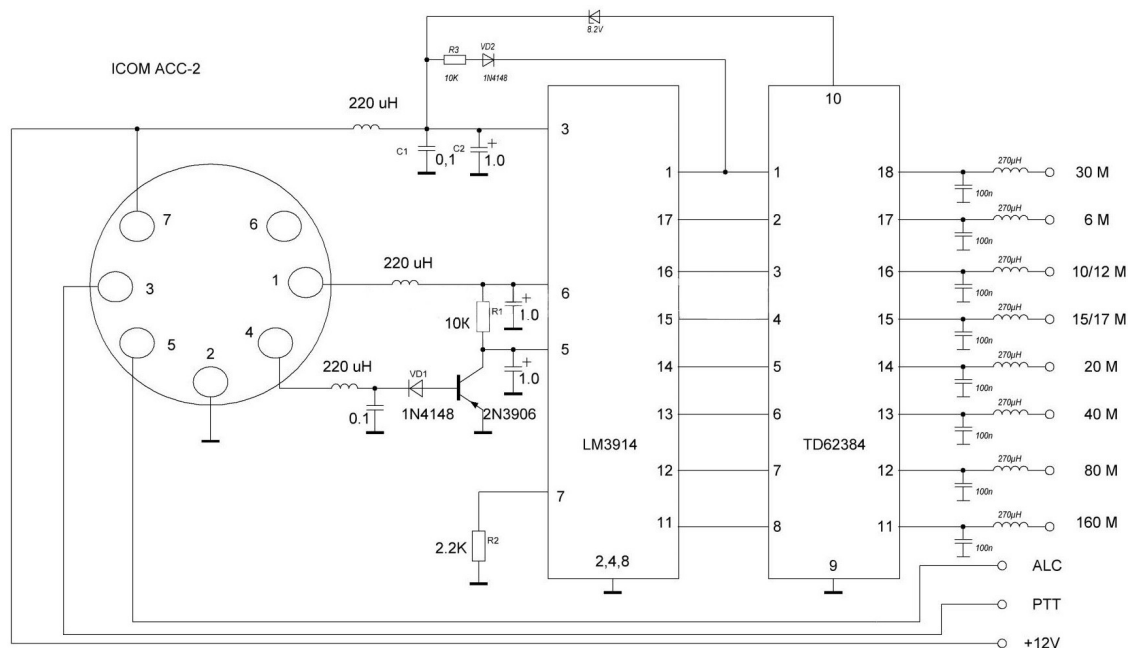 8.2V
R3
VD2
10K
1N4148
ICOM ACC-2
10
220 uH
3
C1
0,1
C2
+
1.0
1
1
18
270µH
30 M
100n
7
6
17
2
17
270µH
6 M
100n
220 uH
1
3
6
16
3
16
270µH
10/12 M
100n
R1
10K
+
1.0
15
4
15
270µH
15/17 M
100n
4
5
2
5
220 uH
+
1.0
14
5
14
270µH
20 M
100n
VD1
0.1
1N4148
2N3906
13
6
13
270µH
40 M
100n
LM3914
TD62384
12
7
12
270µH
80 M
100n
7
R2
2.2K
11
8
11
270µH
160 M
100n
2,4,8
9
ALC
PTT
+12V